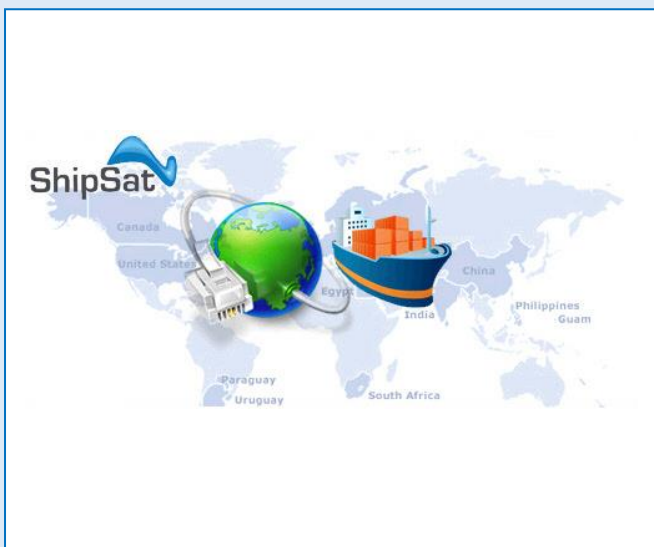 ShipSat
Canada
United States
China
Egypt
India
Philippines
Guam
Paraguay
Uruguay
South Africa